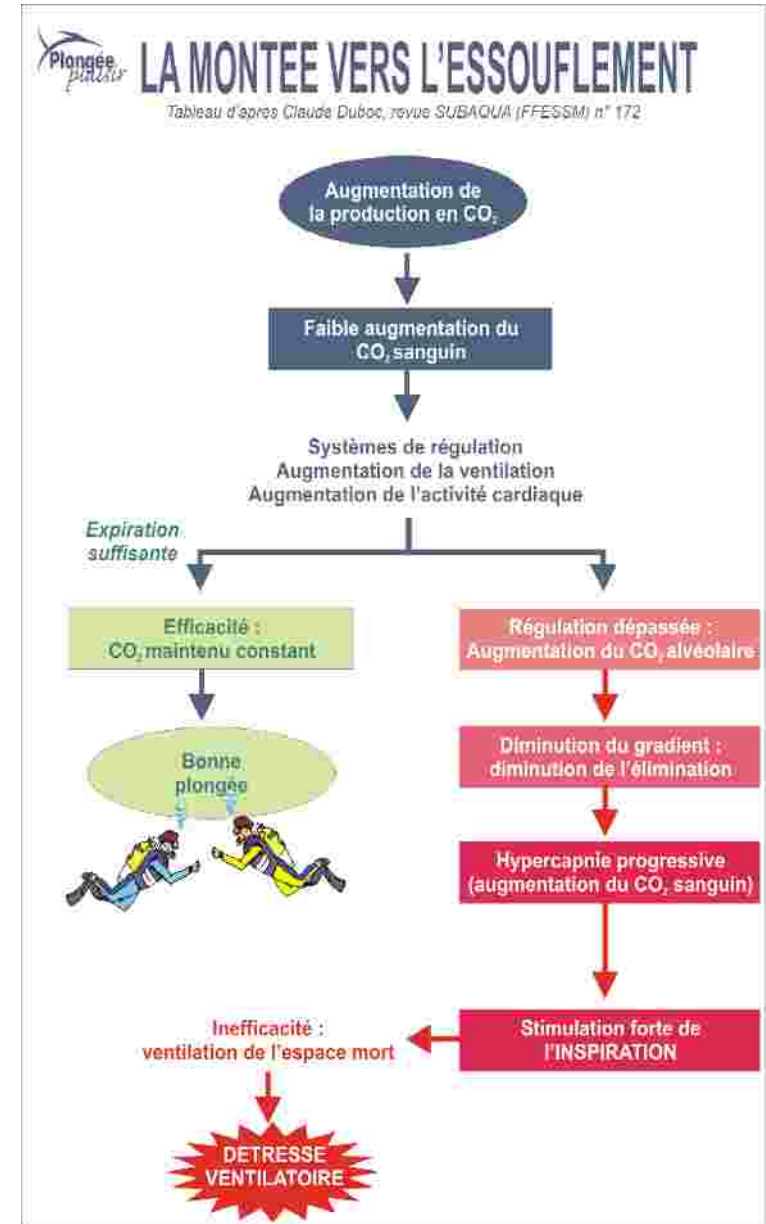 Plongée
plaisir
LA MONTEE VERS L'ESSOUFLEMENT
Tableau d'après Claude Duboc, revue SUBAQUA (FFESSM) n° 172
Augmentation de
la production en CO₂
Faible augmentation du
CO₂ sanguin
Systèmes de régulation
Augmentation de la ventilation
Augmentation de l'activité cardiaque
Expiration
suffisante
Efficacité :
CO₂ maintenu constant
Bonne
plongée
Régulation dépassée :
Augmentation du CO₂ alvéolaire
Diminution du gradient :
diminution de l'élimination
Hypercapnie progressive
(augmentation du CO₂ sanguin)
Stimulation forte de
l'INSPIRATION
Inefficacité :
ventilation de l'espace mort
DETRESSE
VENTILATOIRE